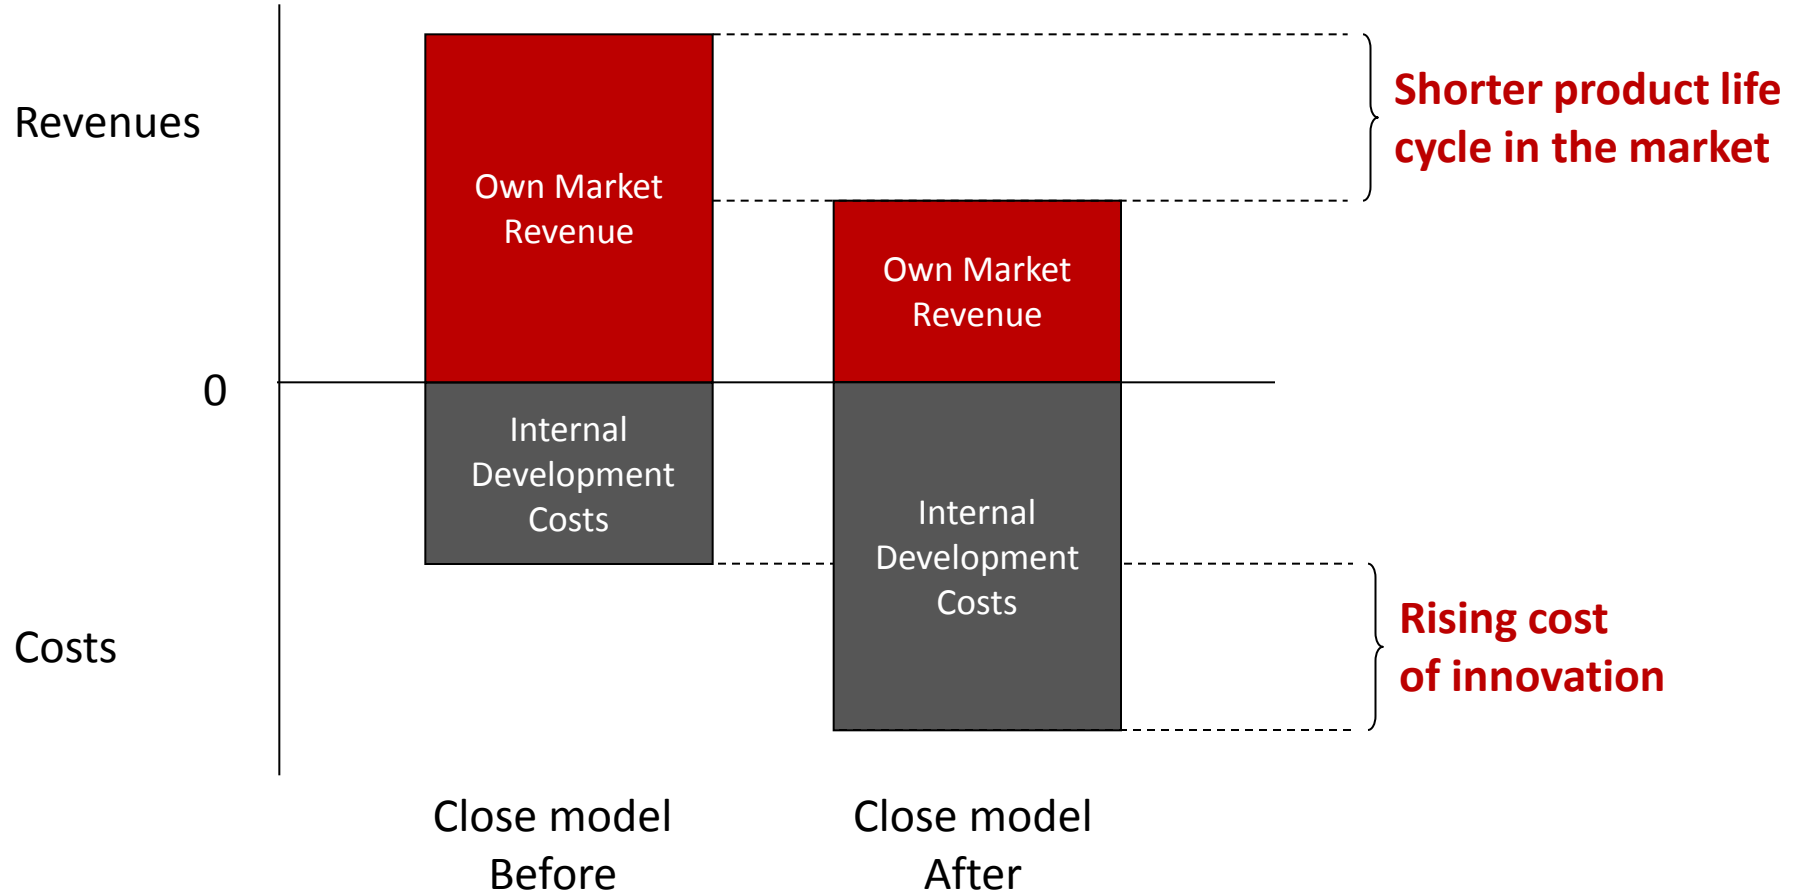 Revenues
0
Costs
Own Market
Revenue
Internal
Development
Costs
Own Market
Revenue
Internal
Development
Costs
Shorter product life
cycle in the market
Rising cost
of innovation
Close model
Before
Close model
After